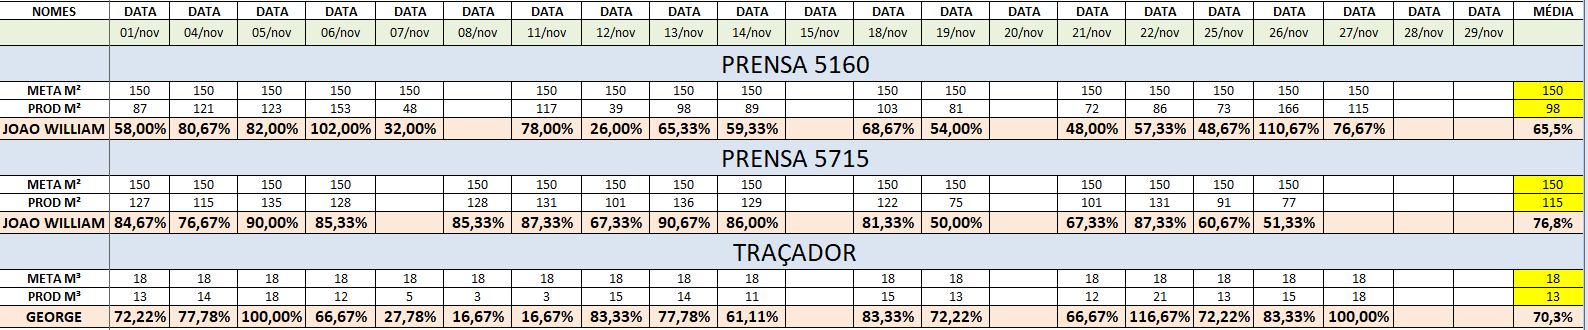 NOMES DATA DATA DATA DATA DATA DATA DATA DATA DATA DATA DATA DATA DATA DATA DATA DATA DATA DATA DATA DATA DATA MÉDIA
01/nov 04/nov 05/nov 06/nov 07/nov 08/nov 11/nov 12/nov 13/nov 14/nov 15/nov 18/nov 19/nov 20/nov 21/nov 22/nov 25/nov 26/nov 27/nov 28/nov 29/nov
PRENSA 5160
META M² 150 150 150 150 150 150 150 150 150 150 150 150 150 150 150 150 150
PROD M² 87 121 123 153 48 117 39 98 89 103 81 72 86 73 166 115 98
JOAO WILLIAM 58,00% 80,67% 82,00% 102,00% 32,00% 78,00% 26,00% 65,33% 59,33% 68,67% 54,00% 48,00% 57,33% 48,67% 110,67% 76,67% 65,5%
PRENSA 5715
META M² 150 150 150 150 150 150 150 150 150 150 150 150 150 150 150 150
PROD M² 127 115 135 128 128 131 101 136 129 122 75 101 131 91 77 115
JOAO WILLIAM 84,67% 76,67% 90,00% 85,33% 85,33% 87,33% 67,33% 90,67% 86,00% 81,33% 50,00% 67,33% 87,33% 60,67% 51,33% 76,8%
TRAÇADOR
META M³ 18 18 18 18 18 18 18 18 18 18 18 18 18 18 18 18 18 18
PROD M³ 13 14 18 12 5 3 3 15 14 11 15 13 12 21 13 15 18 13
GEORGE 72,22% 77,78% 100,00% 66,67% 27,78% 16,67% 16,67% 83,33% 77,78% 61,11% 83,33% 72,22% 66,67% 116,67% 72,22% 83,33% 100,00% 70,3%